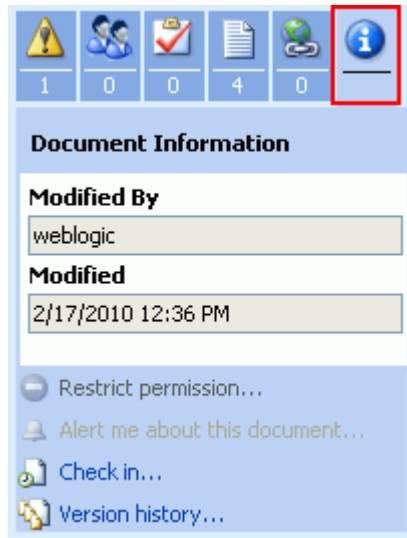 1 0 0 4 0
Document Information
Modified By
weblogic
Modified
2/17/2010 12:36 PM
Restrict permission...
Alert me about this document...
Check in...
Version history...